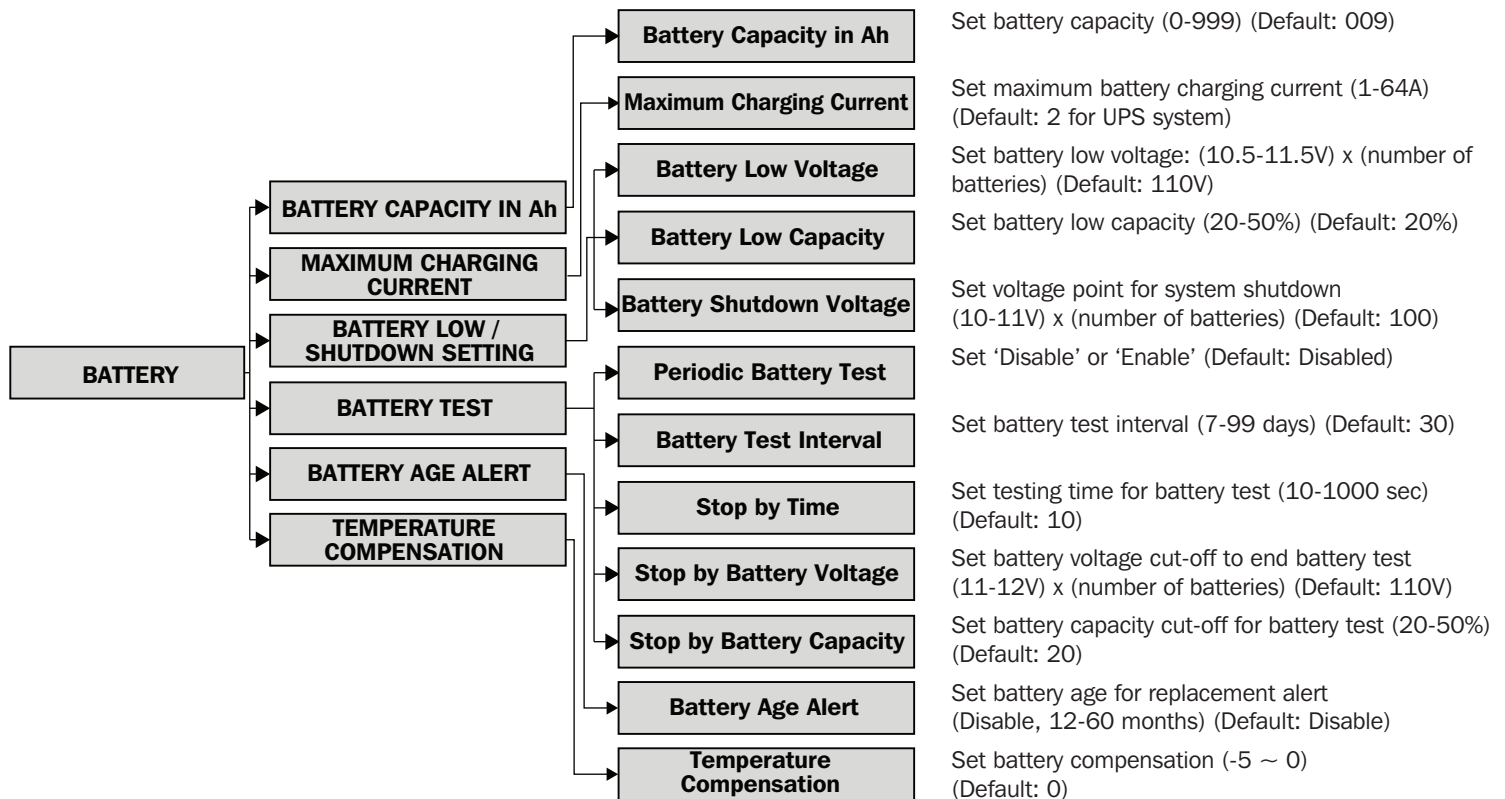 BATTERY
BATTERY CAPACITY IN Ah
MAXIMUM CHARGING
CURRENT
BATTERY LOW /
SHUTDOWN SETTING
BATTERY TEST
BATTERY AGE ALERT
TEMPERATURE
COMPENSATION
Battery Capacity in Ah
Set battery capacity (0-999) (Default: 009)
Maximum Charging Current
Set maximum battery charging current (1-64A)
(Default: 2 for UPS system)
Battery Low Voltage
Set battery low voltage: (10.5-11.5V) x (number of
batteries) (Default: 110V)
Battery Low Capacity
Set battery low capacity (20-50%) (Default: 20%)
Battery Shutdown Voltage
Set voltage point for system shutdown
(10-11V) x (number of batteries) (Default: 100)
Periodic Battery Test
Set ‘Disable’ or ‘Enable’ (Default: Disabled)
Battery Test Interval
Set battery test interval (7-99 days) (Default: 30)
Stop by Time
Set testing time for battery test (10-1000 sec)
(Default: 10)
Stop by Battery Voltage
Set battery voltage cut-off to end battery test
(11-12V) x (number of batteries) (Default: 110V)
Stop by Battery Capacity
Set battery capacity cut-off for battery test (20-50%)
(Default: 20)
Battery Age Alert
Set battery age for replacement alert
(Disable, 12-60 months) (Default: Disable)
Temperature
Compensation
Set battery compensation (-5 ~ 0)
(Default: 0)